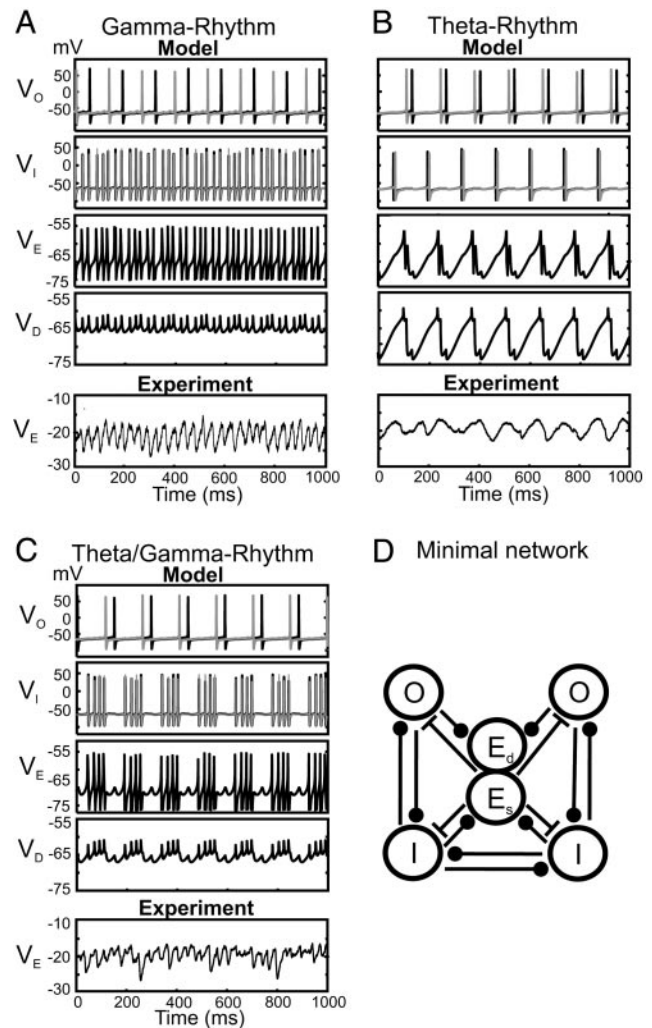 A Gamma-Rhythm
mV Model
V_O 50 0 -50
V_I 50 0 -50
V_E -55 -65 -75
V_D -55 -65 -75
Experiment
V_E -10 -20 -30
0 200 400 600 800 1000
Time (ms)
B Theta-Rhythm
Model
Experiment
0 200 400 600 800 1000
Time (ms)
C Theta/Gamma-Rhythm
mV Model
V_O 50 0 -50
V_I 50 0 -50
V_E -55 -65 -75
V_D -55 -65 -75
Experiment
V_E -10 -20 -30
0 200 400 600 800 1000
Time (ms)
D Minimal network
O O
E_d
E_s
I I